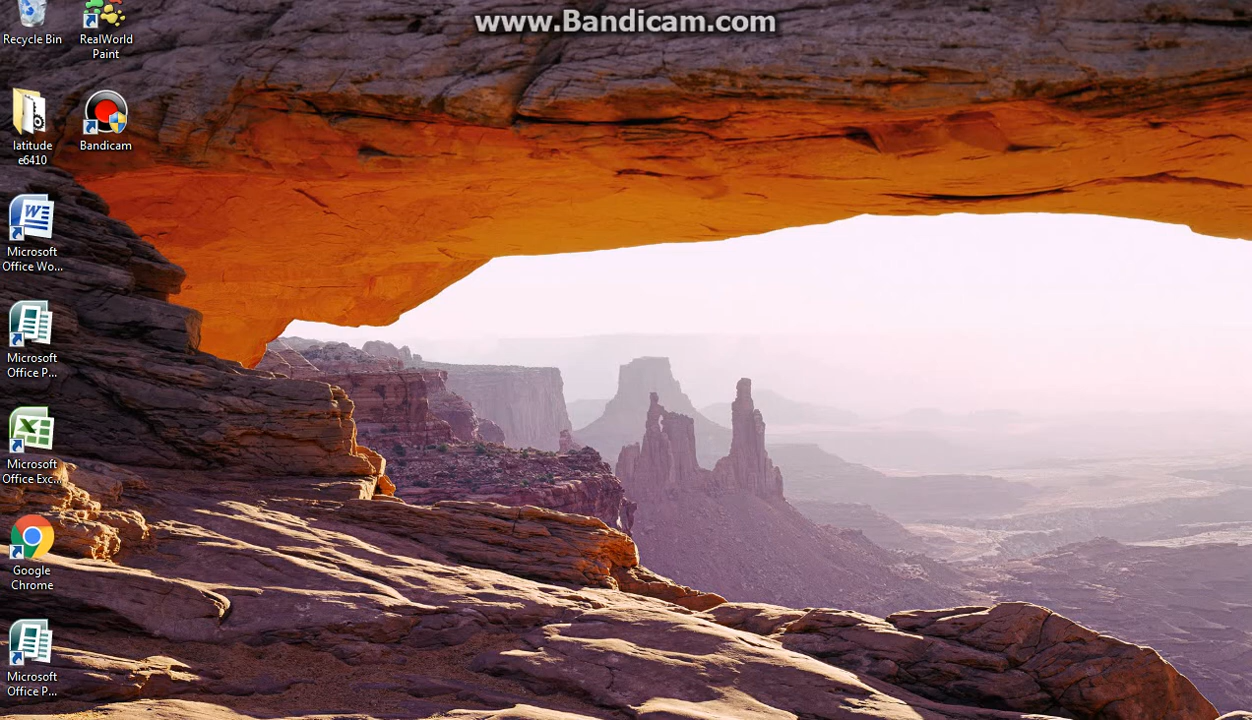 www.Bandicam.com
Recycle Bin
RealWorld
Paint
latitude
e6410
Bandicam
Microsoft
Office Wo...
Microsoft
Office P...
Microsoft
Office Exc...
Google
Chrome
Microsoft
Office P...